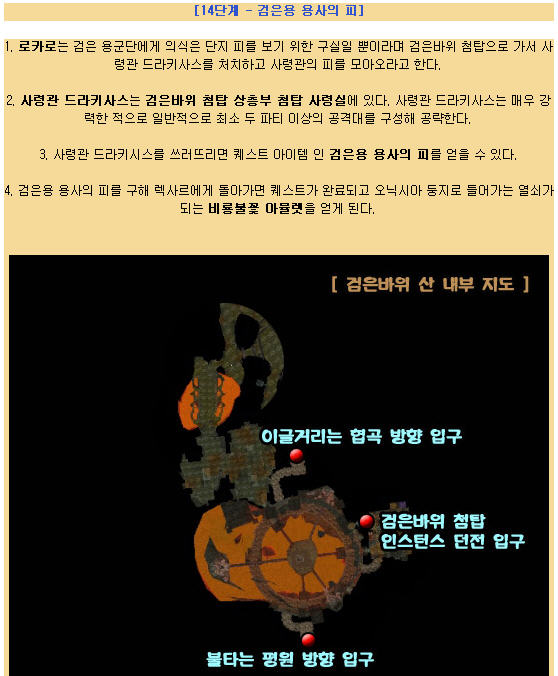 [14단계 - 검은용 용사의 피]
1. 로카로는 검은 용군단에게 의식은 단지 피를 보기 위한 구실일 뿐이라며 검은바위 첨탑으로 가서 사
령관 드라키사스를 처치하고 사령관의 피를 모아오라고 한다.
2. 사령관 드라키사스는 검은바위 첨탑 상층부 첨탑 사령실에 있다. 사령관 드라키사스는 매우 강
력한 적으로 일반적으로 최소 두 파티 이상의 공격대를 구성해 공략한다.
3. 사령관 드라키시스를 쓰러뜨리면 퀘스트 아이템 인 검은용 용사의 피를 얻을 수 있다.
4. 검은용 용사의 피를 구해 렉사르에게 돌아가면 퀘스트가 완료되고 오닉시아 둥지로 들어가는 열쇠가
되는 비룡불꽃 아뮬렛을 얻게 된다.
[ 검은바위 산 내부 지도 ]
이글거리는 협곡 방향 입구
검은바위 첨탑
인스턴스 던전 입구
불타는 평원 방향 입구